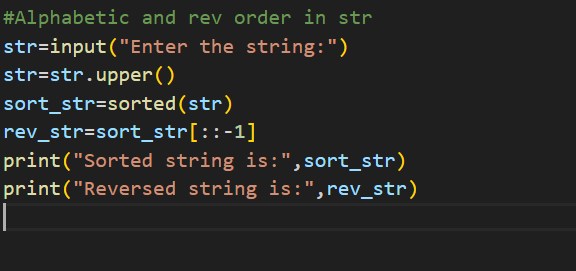 #Alphabetic and rev order in str
str=input("Enter the string:")
str=str.upper()
sort_str=sorted(str)
rev_str=sort_str[::-1]
print("Sorted string is:",sort_str)
print("Reversed string is:",rev_str)